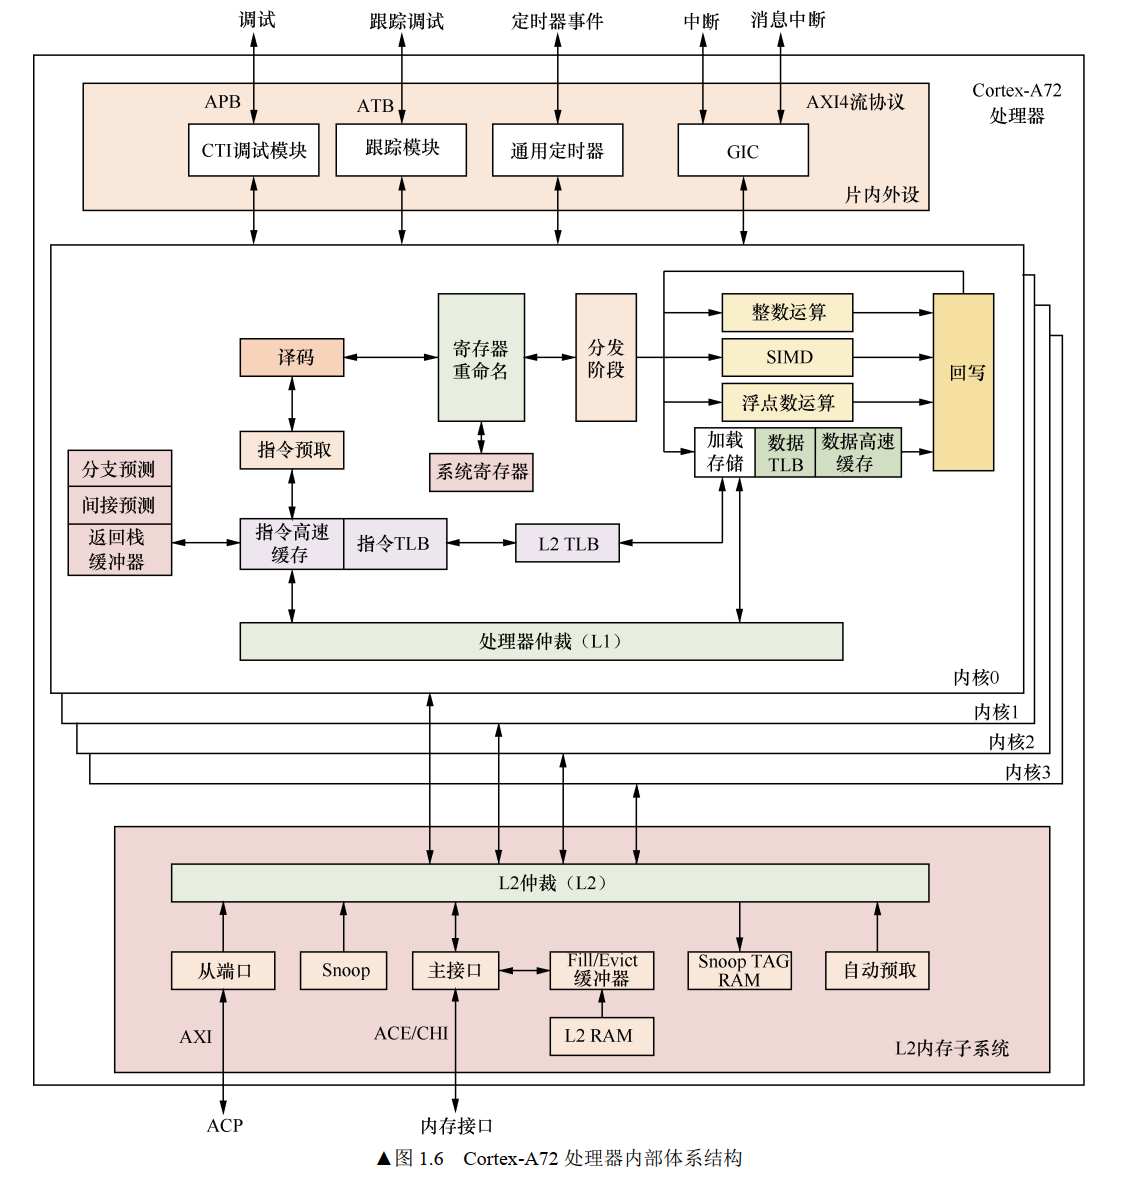 调试
跟踪调试
定时器事件
中断
消息中断
Cortex-A72
处理器
APB
ATB
AXI4流协议
CTI调试模块
跟踪模块
通用定时器
GIC
片内外设
译码
寄存器
重命名
分发
阶段
整数运算
SIMD
浮点数运算
回写
加载
存储
数据
TLB
数据高速
缓存
指令预取
系统寄存器
分支预测
间接预测
返回栈
缓冲器
指令高速
缓存
指令TLB
L2 TLB
处理器仲裁（L1）
内核0
内核1
内核2
内核3
L2仲裁（L2）
从端口
Snoop
主接口
Fill/Evict
缓冲器
Snoop TAG
RAM
自动预取
AXI
ACE/CHI
L2 RAM
L2内存子系统
ACP
内存接口
▲图 1.6 Cortex-A72 处理器内部体系结构